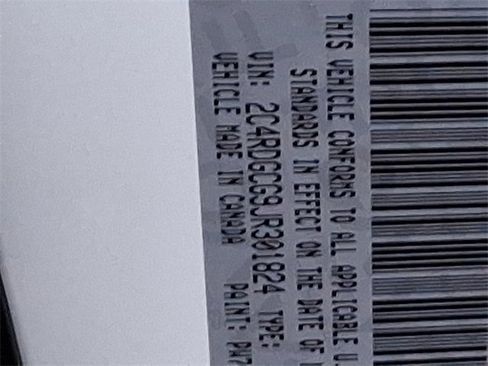 THIS VEHICLE CONFORMS TO ALL APPLICABLE U.
STANDARDS IN EFFECT ON THE DATE OF
VIN: 2C4RDGCG9JR301824 TYPE:
VEHICLE MADE IN CANADA PAINT: PW7